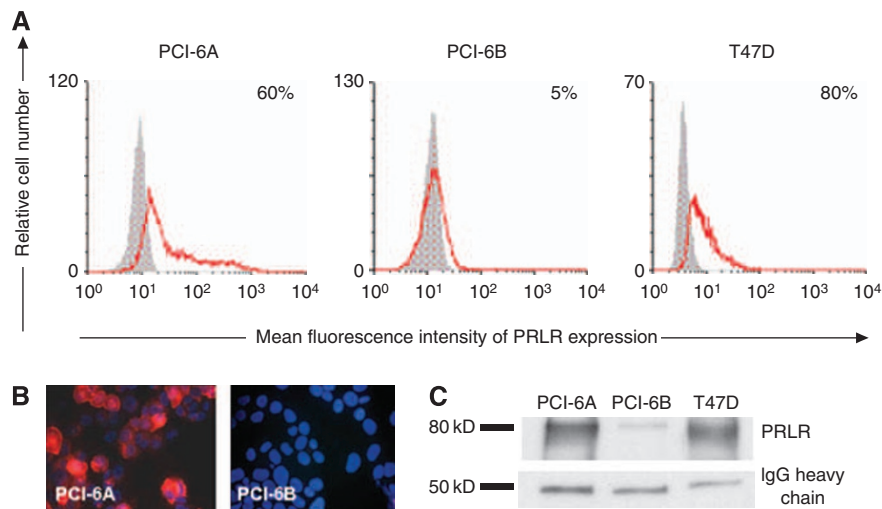 A
PCI-6A
PCI-6B
T47D
Relative cell number
120
60%
0
10⁰ 10¹ 10² 10³ 10⁴
130
5%
0
10⁰ 10¹ 10² 10³ 10⁴
70
80%
0
10⁰ 10¹ 10² 10³ 10⁴
Mean fluorescence intensity of PRLR expression
B
PCI-6A
PCI-6B
C
PCI-6A PCI-6B T47D
80 kD
PRLR
50 kD
IgG heavy
chain